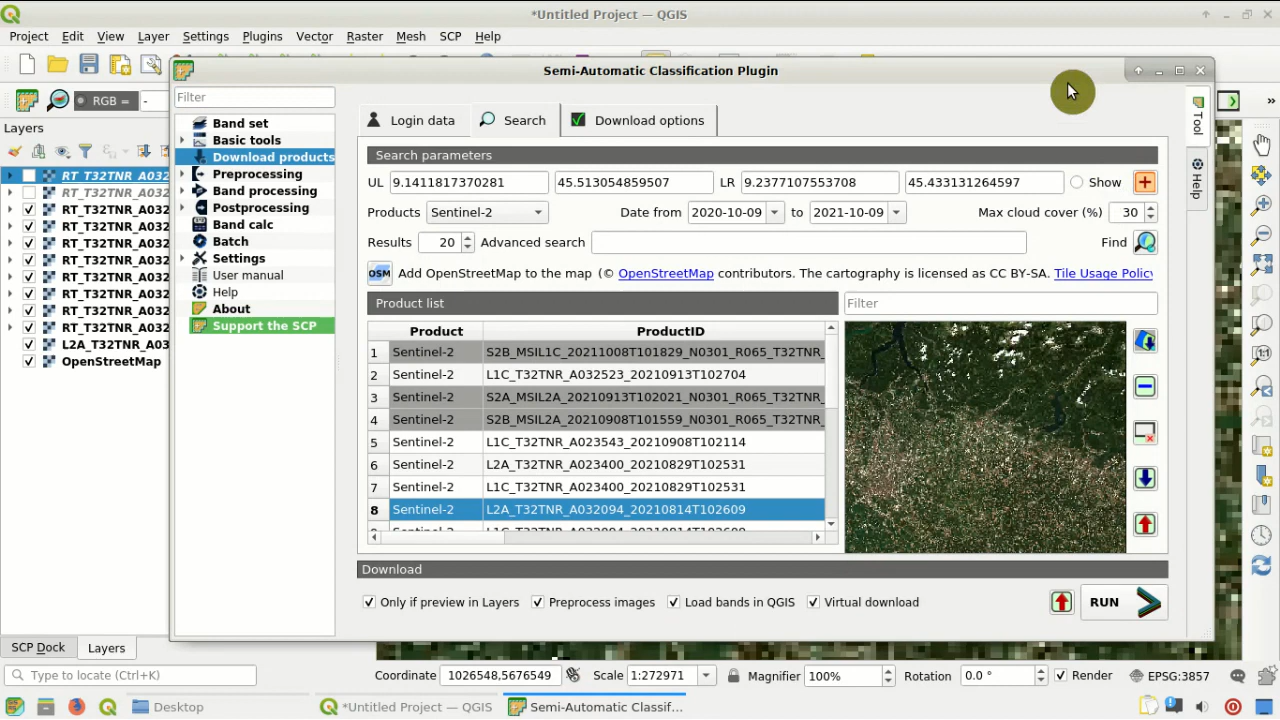 *Untitled Project — QGIS
Project Edit View Layer Settings Plugins Vector Raster Mesh SCP Help
Semi-Automatic Classification Plugin
RGB = -
»
Layers
Filter
Band set
Basic tools
Download products
Preprocessing
Band processing
Postprocessing
Band calc
Batch
Settings
User manual
Help
About
Support the SCP
RT_T32TNR_A032
RT_T32TNR_A032
RT_T32TNR_A032
RT_T32TNR_A032
RT_T32TNR_A032
RT_T32TNR_A032
RT_T32TNR_A032
RT_T32TNR_A032
RT_T32TNR_A032
RT_T32TNR_A032
L2A_T32TNR_A03
OpenStreetMap
Login data Search Download options
Tool
Help
Search parameters
UL 9.1411817370281 45.513054859507 LR 9.2377107553708 45.433131264597 Show
Products Sentinel-2 Date from 2020-10-09 to 2021-10-09 Max cloud cover (%) 30
Results 20 Advanced search Find
OSM Add OpenStreetMap to the map (© OpenStreetMap contributors. The cartography is licensed as CC BY-SA. Tile Usage Policy
Product list Filter
Product ProductID
1 Sentinel-2 S2B_MSIL1C_20211008T101829_N0301_R065_T32TNR_
2 Sentinel-2 L1C_T32TNR_A032523_20210913T102704
3 Sentinel-2 S2A_MSIL2A_20210913T102021_N0301_R065_T32TNR_
4 Sentinel-2 S2B_MSIL2A_20210908T101559_N0301_R065_T32TNR_
5 Sentinel-2 L1C_T32TNR_A023543_20210908T102114
6 Sentinel-2 L2A_T32TNR_A023400_20210829T102531
7 Sentinel-2 L1C_T32TNR_A023400_20210829T102531
8 Sentinel-2 L2A_T32TNR_A032094_20210814T102609
Sentinel-2 L1C_T32TNR_A032094_20210814T102609
Download
Only if preview in Layers Preprocess images Load bands in QGIS Virtual download RUN
SCP Dock Layers
Type to locate (Ctrl+K) Coordinate 1026548,5676549 Scale 1:272971 Magnifier 100% Rotation 0.0 ° Render EPSG:3857
Desktop *Untitled Project — QGIS Semi-Automatic Classif...